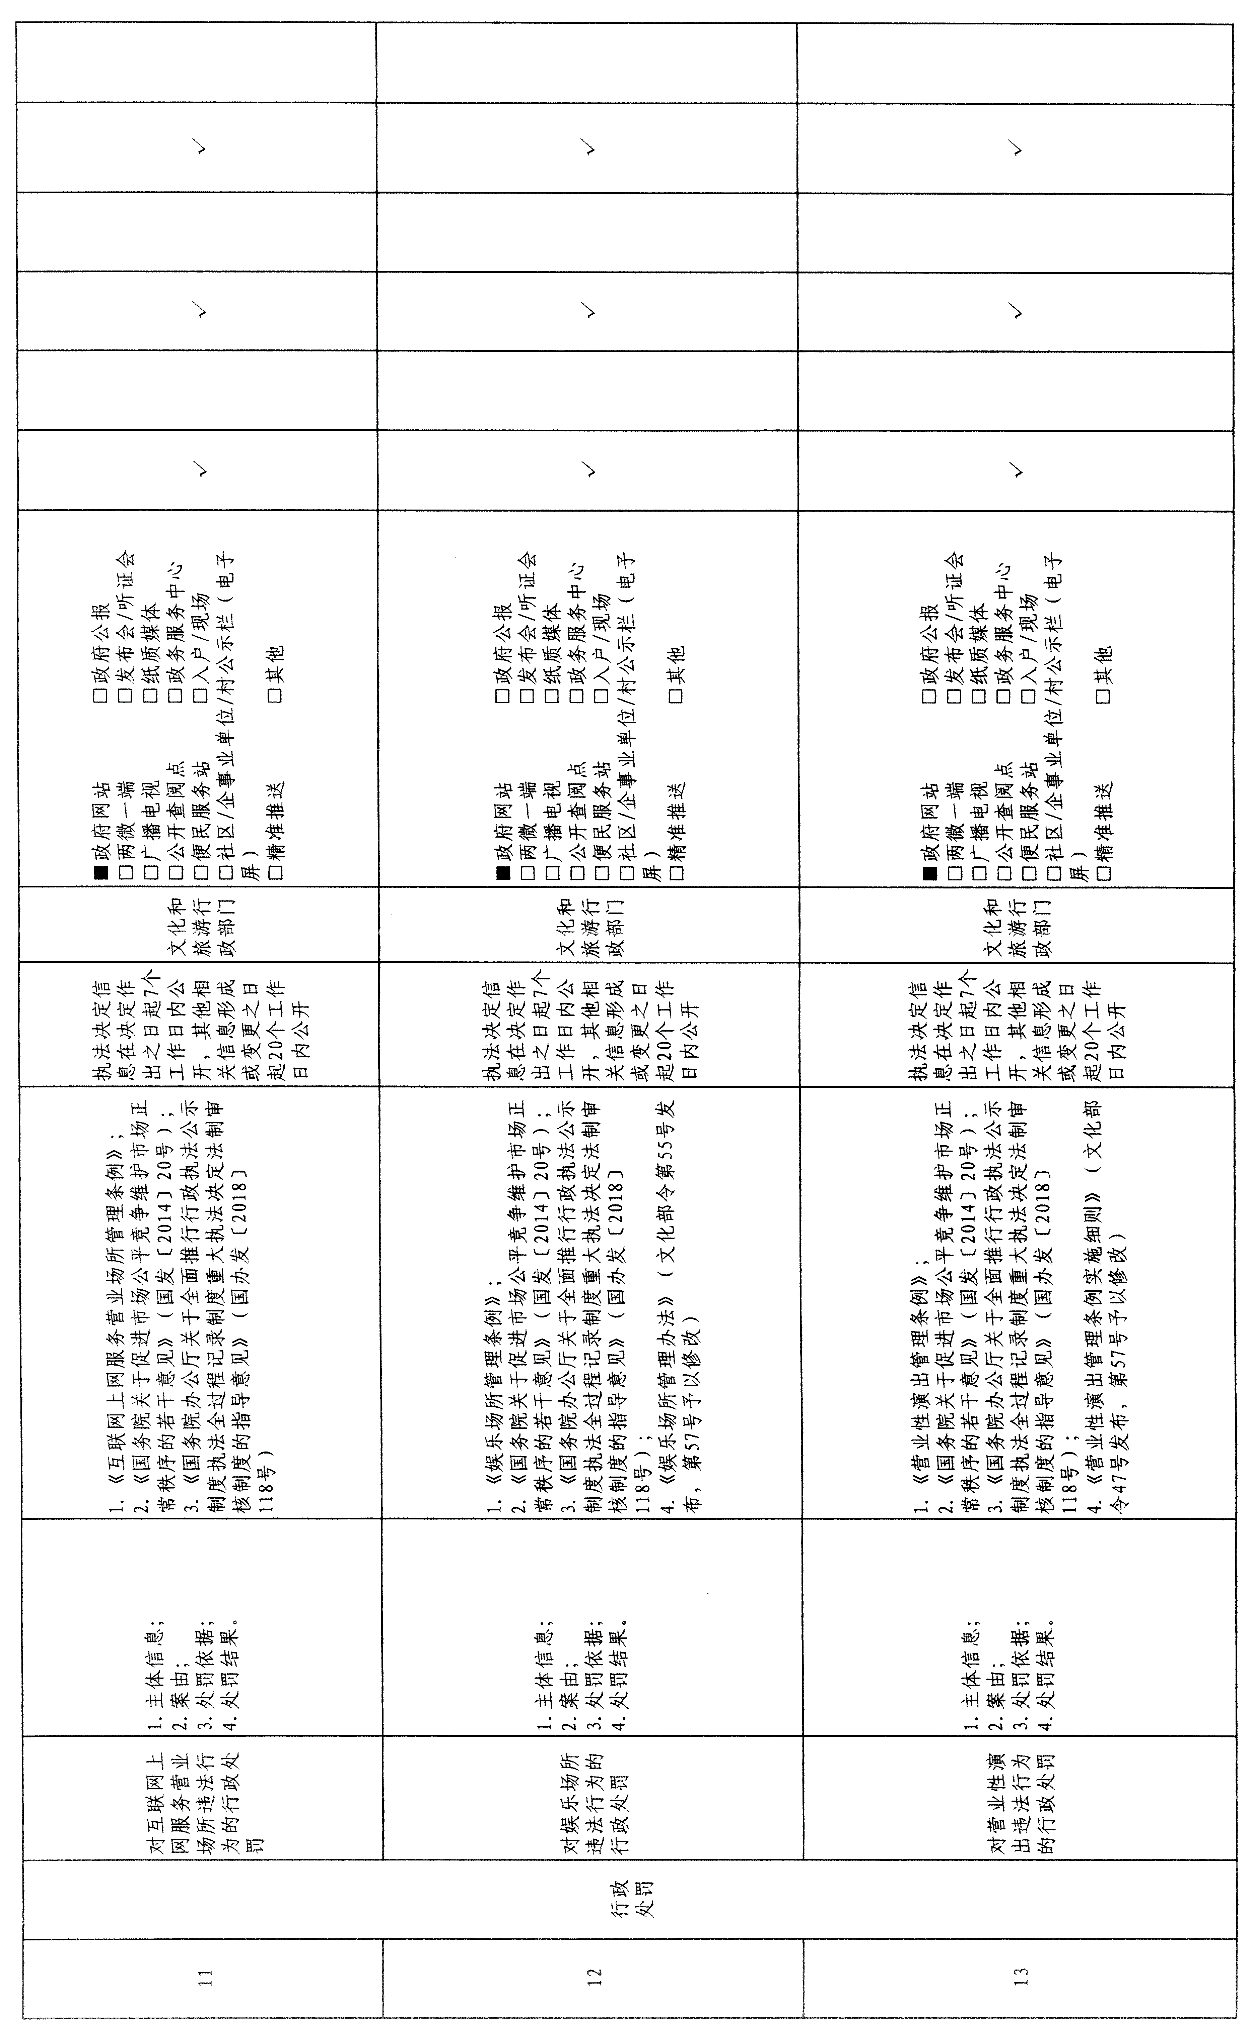 11
行政
处罚
对互联网上
网服务营业
场所违法行
为的行政处
罚
1.主体信息；
2.案由；
3.处罚依据；
4.处罚结果。
1.《互联网上网服务营业场所管理条例》；
2.《国务院关于促进市场公平竞争维护市场正
常秩序的若干意见》（国发〔2014〕20号）；
3.《国务院办公厅关于全面推行行政执法公示
制度执法全过程记录制度重大执法决定法制审
核制度的指导意见》（国办发〔2018〕
118号）
执法决定信
息在决定作
出之日起7个
工作日内公
开，其他相
关信息形成
或变更之日
起20个工作
日内公开
文化和
旅游行
政部门
■政府网站 □政府公报
□两微一端 □发布会/听证会
□广播电视 □纸质媒体
□公开查阅点 □政务服务中心
□便民服务站 □入户/现场
□社区/企事业单位/村公示栏（电子
屏）
□精准推送 □其他
√ √ √
12
对娱乐场所
违法行为的
行政处罚
1.主体信息；
2.案由；
3.处罚依据；
4.处罚结果。
1.《娱乐场所管理条例》；
2.《国务院关于促进市场公平竞争维护市场正
常秩序的若干意见》（国发〔2014〕20号）；
3.《国务院办公厅关于全面推行行政执法公示
制度执法全过程记录制度重大执法决定法制审
核制度的指导意见》（国办发〔2018〕
118号）；
4.《娱乐场所管理办法》（文化部令第55号发
布，第57号予以修改）
执法决定信
息在决定作
出之日起7个
工作日内公
开，其他相
关信息形成
或变更之日
起20个工作
日内公开
文化和
旅游行
政部门
■政府网站 □政府公报
□两微一端 □发布会/听证会
□广播电视 □纸质媒体
□公开查阅点 □政务服务中心
□便民服务站 □入户/现场
□社区/企事业单位/村公示栏（电子
屏）
□精准推送 □其他
√ √ √
13
对营业性演
出违法行为
的行政处罚
1.主体信息；
2.案由；
3.处罚依据；
4.处罚结果。
1.《营业性演出管理条例》；
2.《国务院关于促进市场公平竞争维护市场正
常秩序的若干意见》（国发〔2014〕20号）；
3.《国务院办公厅关于全面推行行政执法公示
制度执法全过程记录制度重大执法决定法制审
核制度的指导意见》（国办发〔2018〕
118号）；
4.《营业性演出管理条例实施细则》（文化部
令47号发布，第57号予以修改）
执法决定信
息在决定作
出之日起7个
工作日内公
开，其他相
关信息形成
或变更之日
起20个工作
日内公开
文化和
旅游行
政部门
■政府网站 □政府公报
□两微一端 □发布会/听证会
□广播电视 □纸质媒体
□公开查阅点 □政务服务中心
□便民服务站 □入户/现场
□社区/企事业单位/村公示栏（电子
屏）
□精准推送 □其他
√ √ √